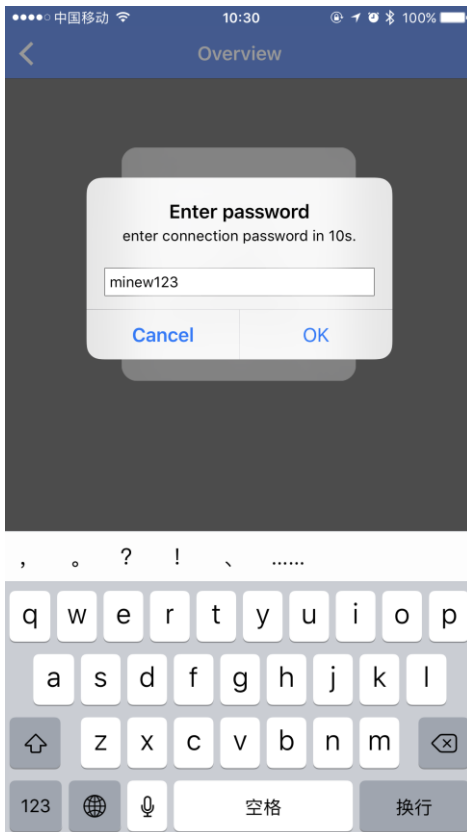 中国移动 10:30 100%
Overview
Enter password
enter connection password in 10s.
minew123
Cancel OK
， 。 ？ ！ 、 ……
q w e r t y u i o p
a s d f g h j k l
z x c v b n m
123 空格 换行